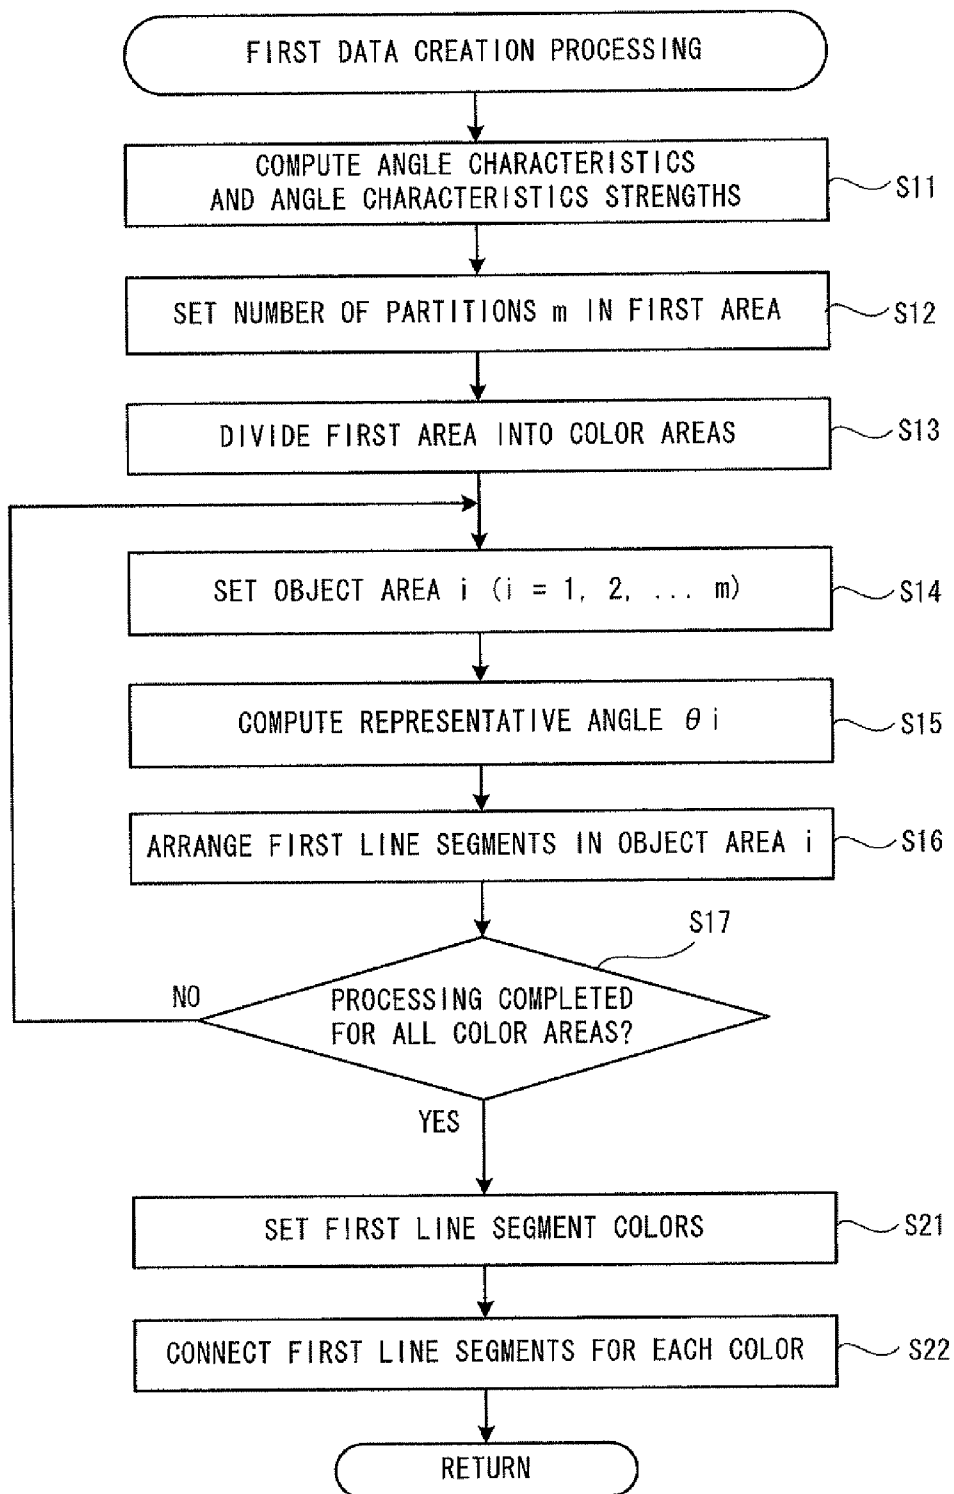 FIRST DATA CREATION PROCESSING
COMPUTE ANGLE CHARACTERISTICS
AND ANGLE CHARACTERISTICS STRENGTHS
S11
SET NUMBER OF PARTITIONS m IN FIRST AREA
S12
DIVIDE FIRST AREA INTO COLOR AREAS
S13
SET OBJECT AREA i (i = 1, 2, ... m)
S14
COMPUTE REPRESENTATIVE ANGLE θ i
S15
ARRANGE FIRST LINE SEGMENTS IN OBJECT AREA i
S16
S17
NO
PROCESSING COMPLETED
FOR ALL COLOR AREAS?
YES
SET FIRST LINE SEGMENT COLORS
S21
CONNECT FIRST LINE SEGMENTS FOR EACH COLOR
S22
RETURN